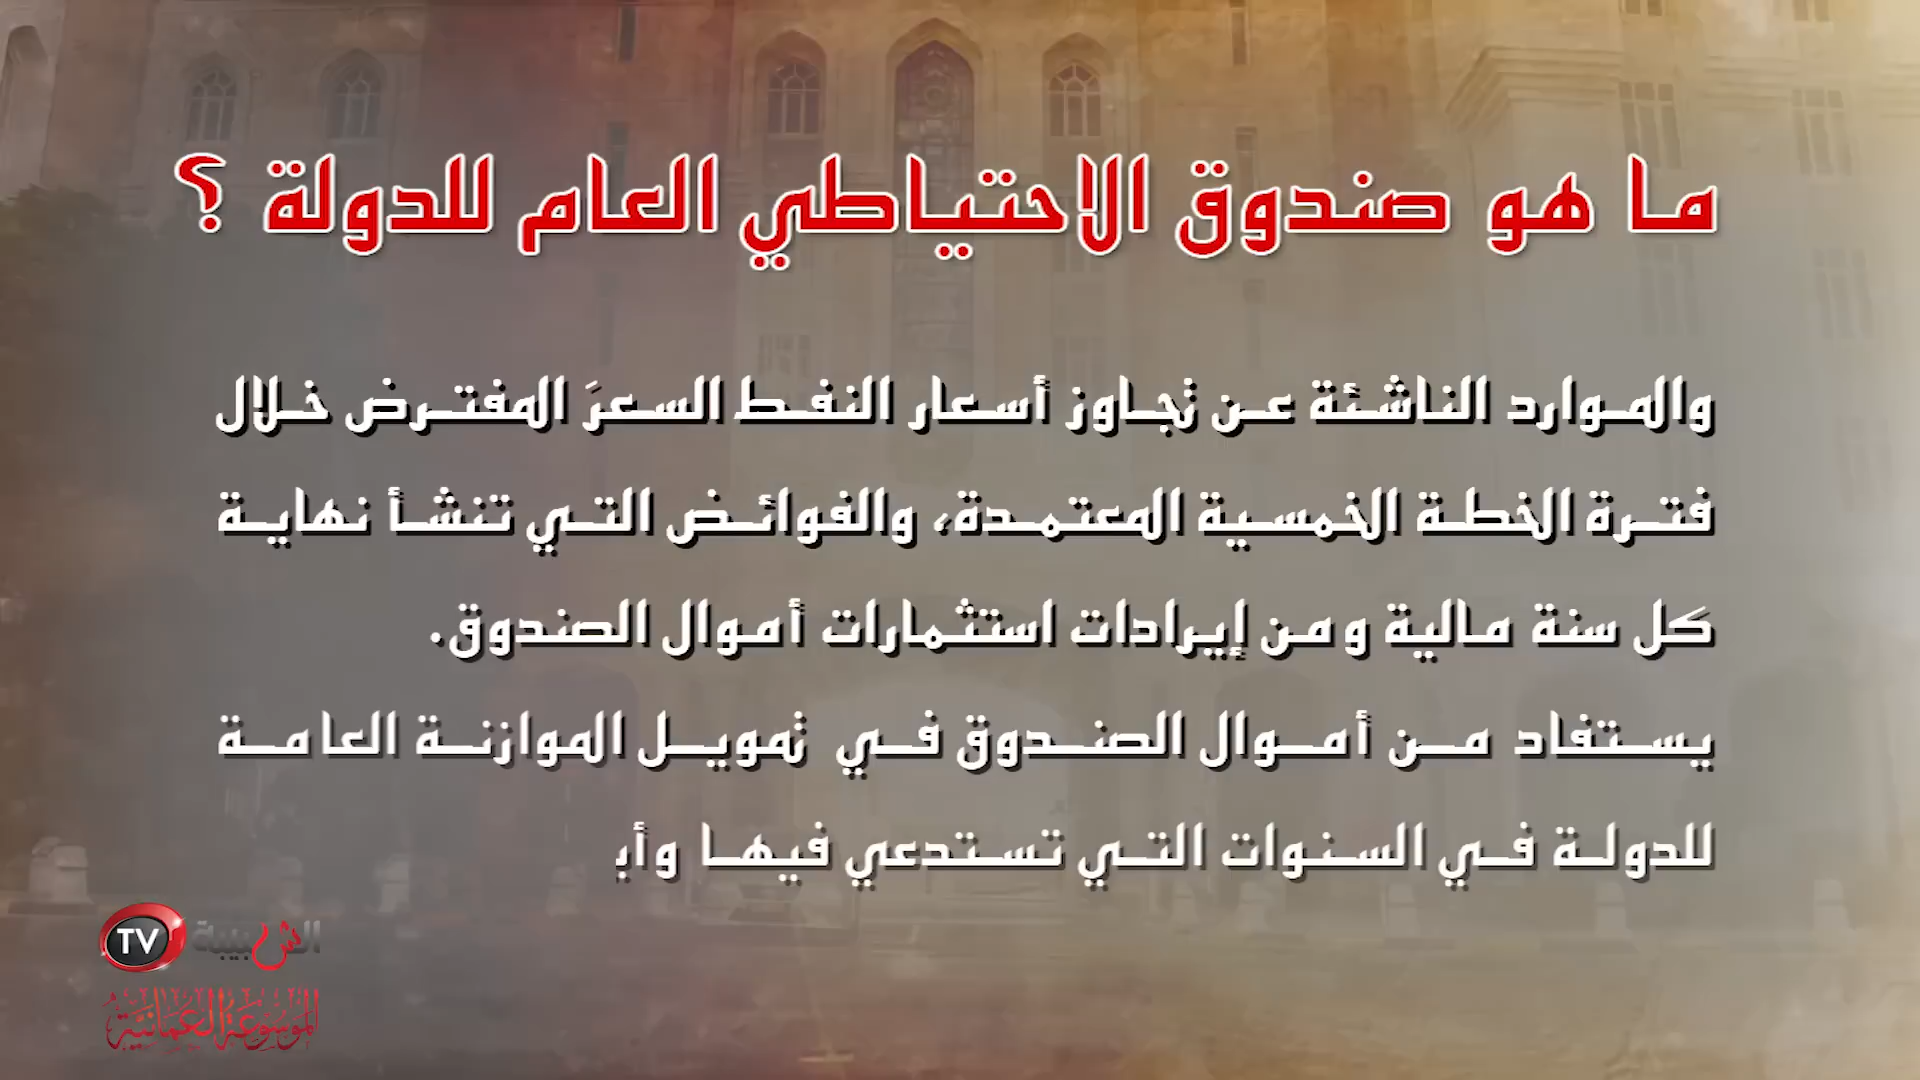 ما هو صندوق الاحتياطي العام للدولة ؟
والموارد الناشئة عن تجاوز أسعار النفط السعرَ المفترض خلال
فترة الخطة الخمسية المعتمدة، والفوائض التي تنشأ نهاية
كل سنة مالية ومن إيرادات استثمارات أموال الصندوق.
يستفاد من أموال الصندوق في تمويل الموازنة العامة
للدولة في السنوات التي تستدعي فيها وأب
الشبيبة TV
الموسوعة العمانية